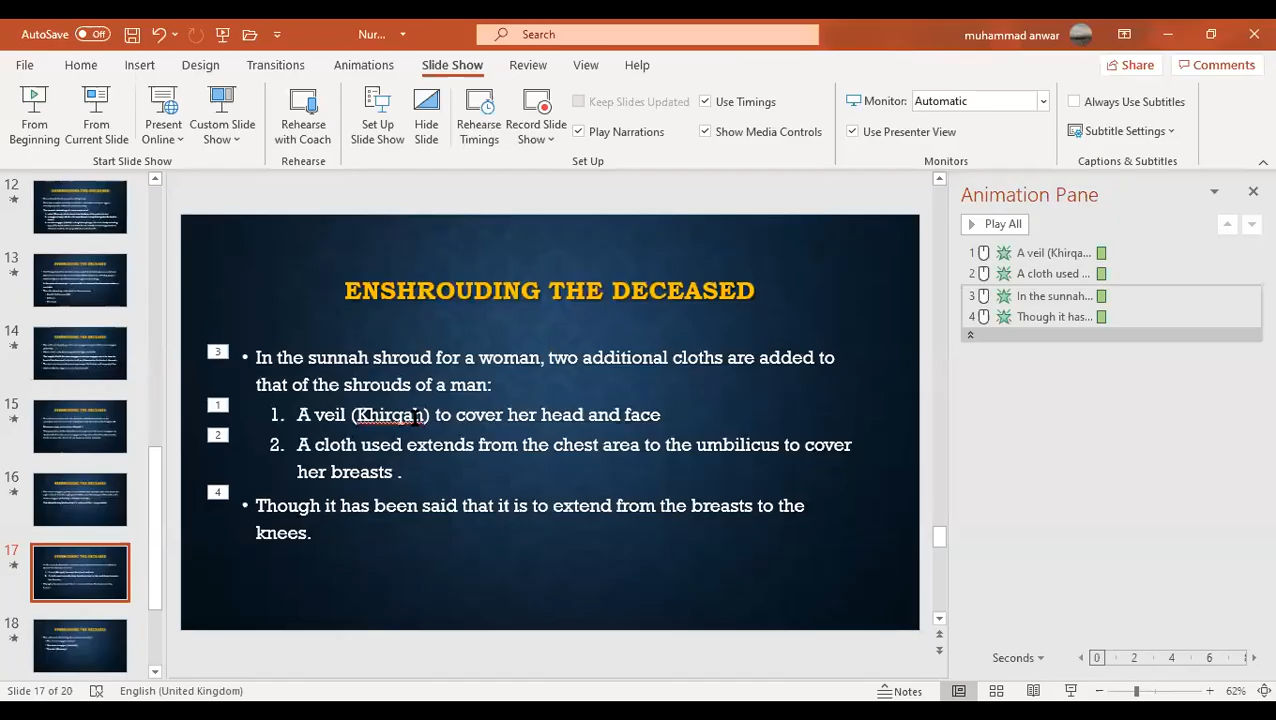 AutoSave Off Nur... Search muhammad anwar
File Home Insert Design Transitions Animations Slide Show Review View Help Share Comments
From Beginning
From Current Slide
Present Online
Custom Slide Show
Start Slide Show
Rehearse with Coach
Rehearse
Set Up Slide Show
Hide Slide
Rehearse Timings
Record Slide Show
Keep Slides Updated
Play Narrations
Use Timings
Show Media Controls
Set Up
Monitor: Automatic
Use Presenter View
Monitors
Always Use Subtitles
Subtitle Settings
Captions & Subtitles
12
13
14
15
16
17
18
ENSHROUDING THE DECEASED
In the sunnah shroud for a woman, two additional cloths are added to
that of the shrouds of a man:
1
1. A veil (Khirqah) to cover her head and face
2. A cloth used extends from the chest area to the umbilicus to cover
her breasts .
• Though it has been said that it is to extend from the breasts to the
knees.
Animation Pane
Play All
1 A veil (Khirqa...
2 A cloth used ...
3 In the sunnah...
4 Though it has...
Seconds 0 2 4 6
Slide 17 of 20 English (United Kingdom) Notes 62%